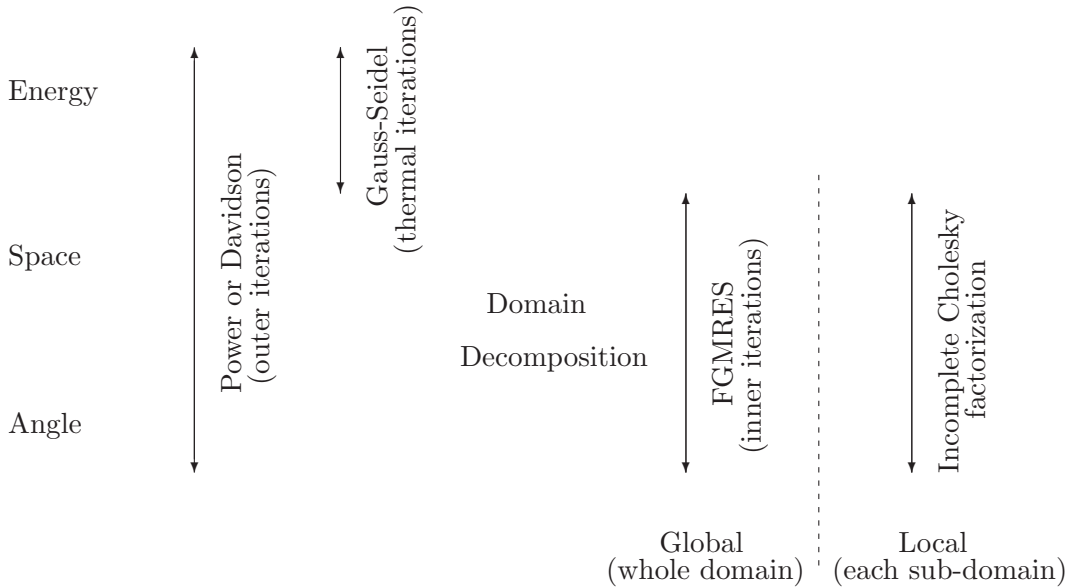 Energy
Space
Angle
Power or Davidson
(outer iterations)
Gauss-Seidel
(thermal iterations)
Domain
Decomposition
FGMRES
(inner iterations)
Incomplete Cholesky
factorization
Global
(whole domain)
Local
(each sub-domain)